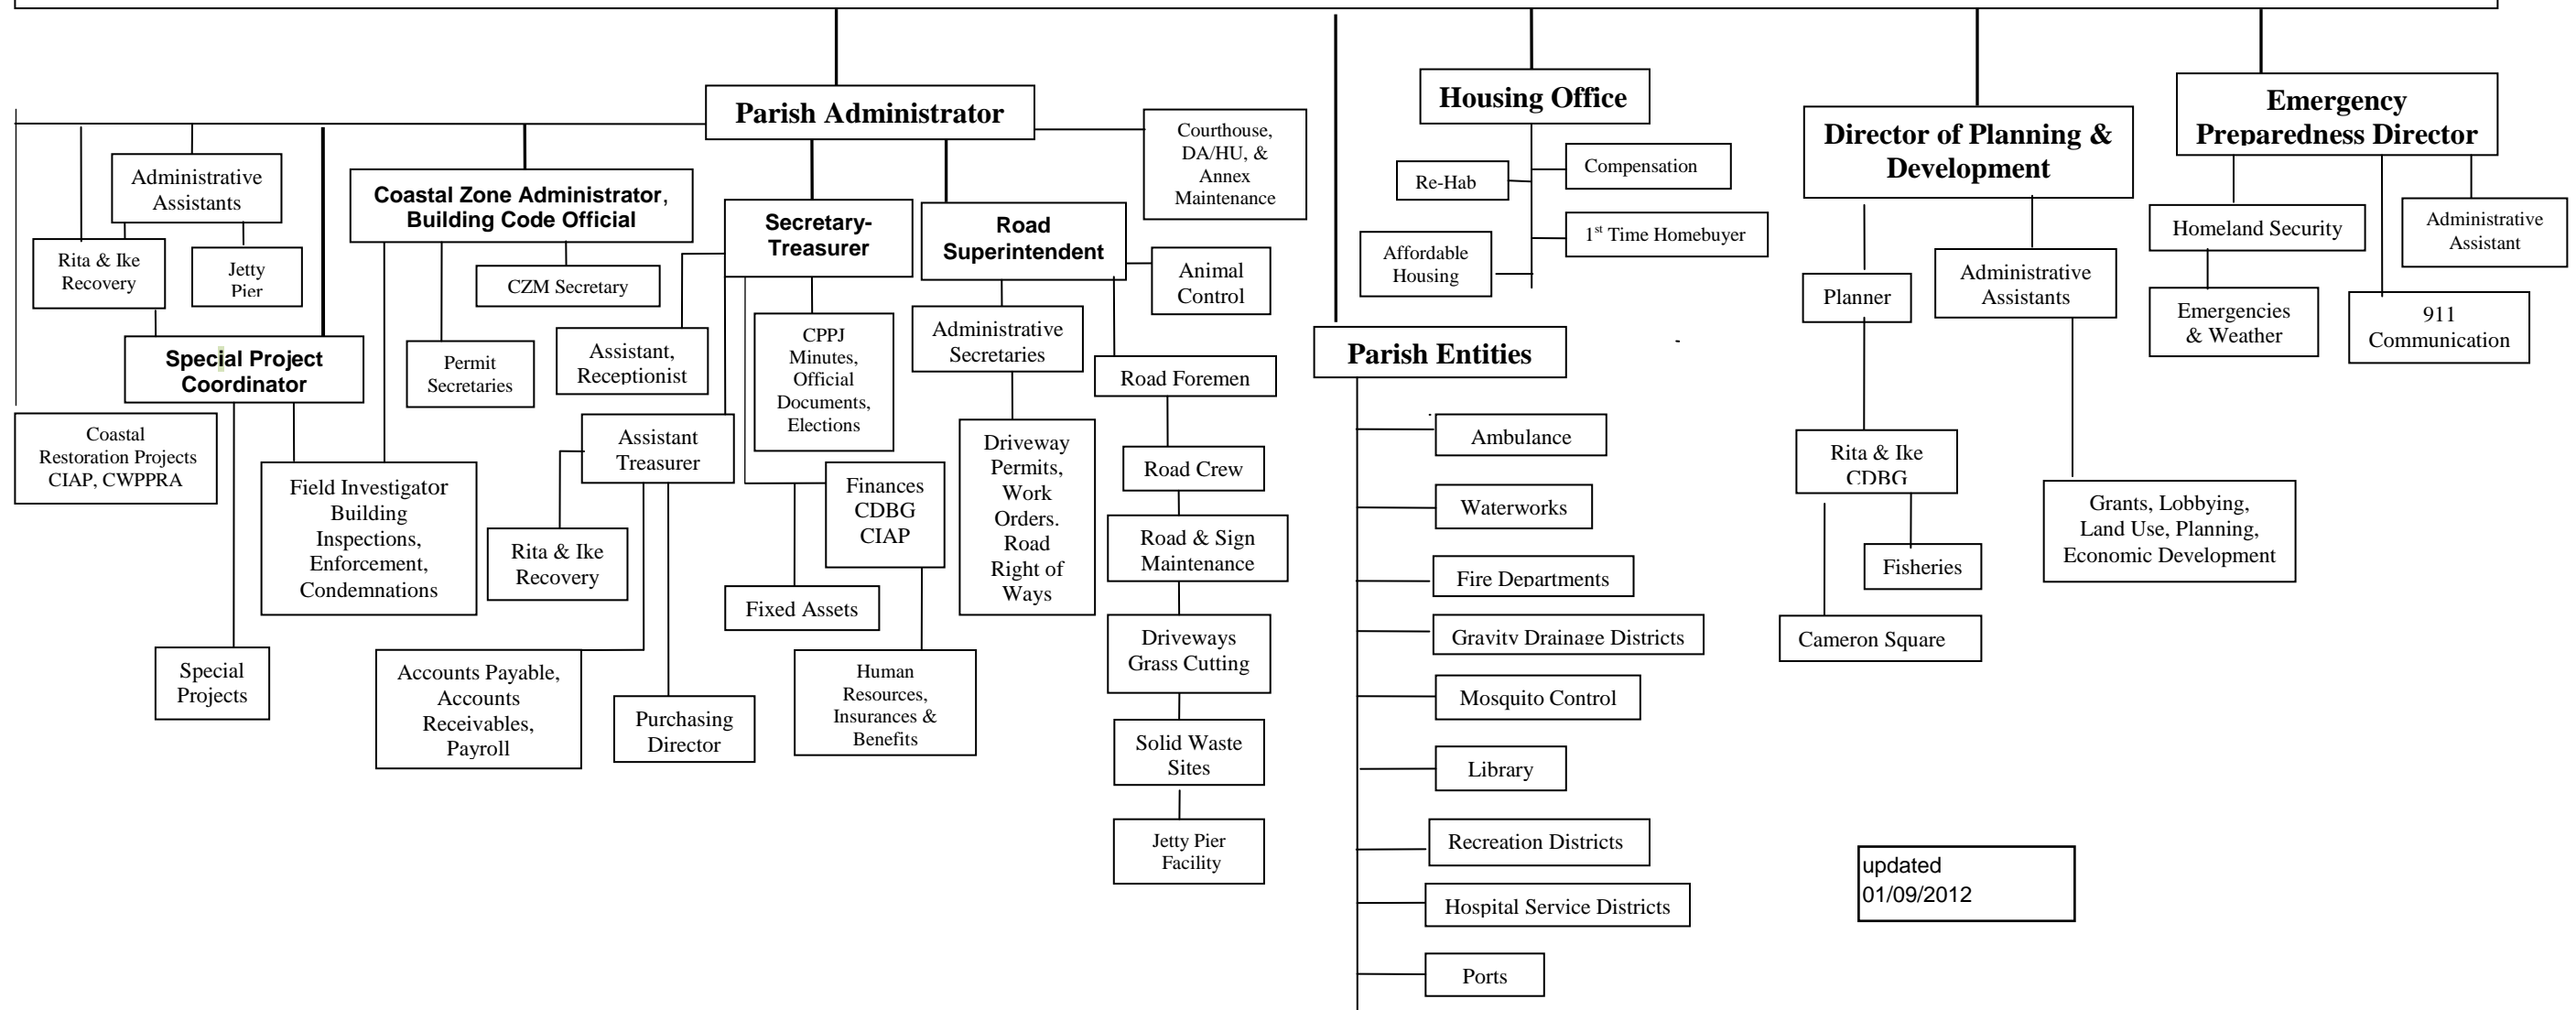 Parish Administrator
Housing Office
Emergency
Preparedness Director
Director of Planning &
Development
Courthouse,
DA/HU, &
Annex
Maintenance
Administrative
Assistants
Coastal Zone Administrator,
Building Code Official
Secretary-
Treasurer
Road
Superintendent
Re-Hab
Compensation
1st Time Homebuyer
Affordable
Housing
Homeland Security
Administrative
Assistant
Rita & Ike
Recovery
Jetty
Pier
CZM Secretary
Animal
Control
Planner
Administrative
Assistants
Emergencies
& Weather
911
Communication
Special Project
Coordinator
Permit
Secretaries
Assistant,
Receptionist
CPPJ
Minutes,
Official
Documents,
Elections
Administrative
Secretaries
Road Foremen
Parish Entities
Coastal
Restoration Projects
CIAP, CWPPRA
Field Investigator
Building
Inspections,
Enforcement,
Condemnations
Assistant
Treasurer
Rita & Ike
Recovery
Finances
CDBG
CIAP
Driveway
Permits,
Work
Orders.
Road
Right of
Ways
Road Crew
Road & Sign
Maintenance
Ambulance
Waterworks
Fire Departments
Gravity Drainage Districts
Rita & Ike
CDBG
Fisheries
Cameron Square
Grants, Lobbying,
Land Use, Planning,
Economic Development
Fixed Assets
Driveways
Grass Cutting
Special
Projects
Accounts Payable,
Accounts
Receivables,
Payroll
Purchasing
Director
Human
Resources,
Insurances &
Benefits
Solid Waste
Sites
Jetty Pier
Facility
Mosquito Control
Library
Recreation Districts
Hospital Service Districts
Ports
updated
01/09/2012